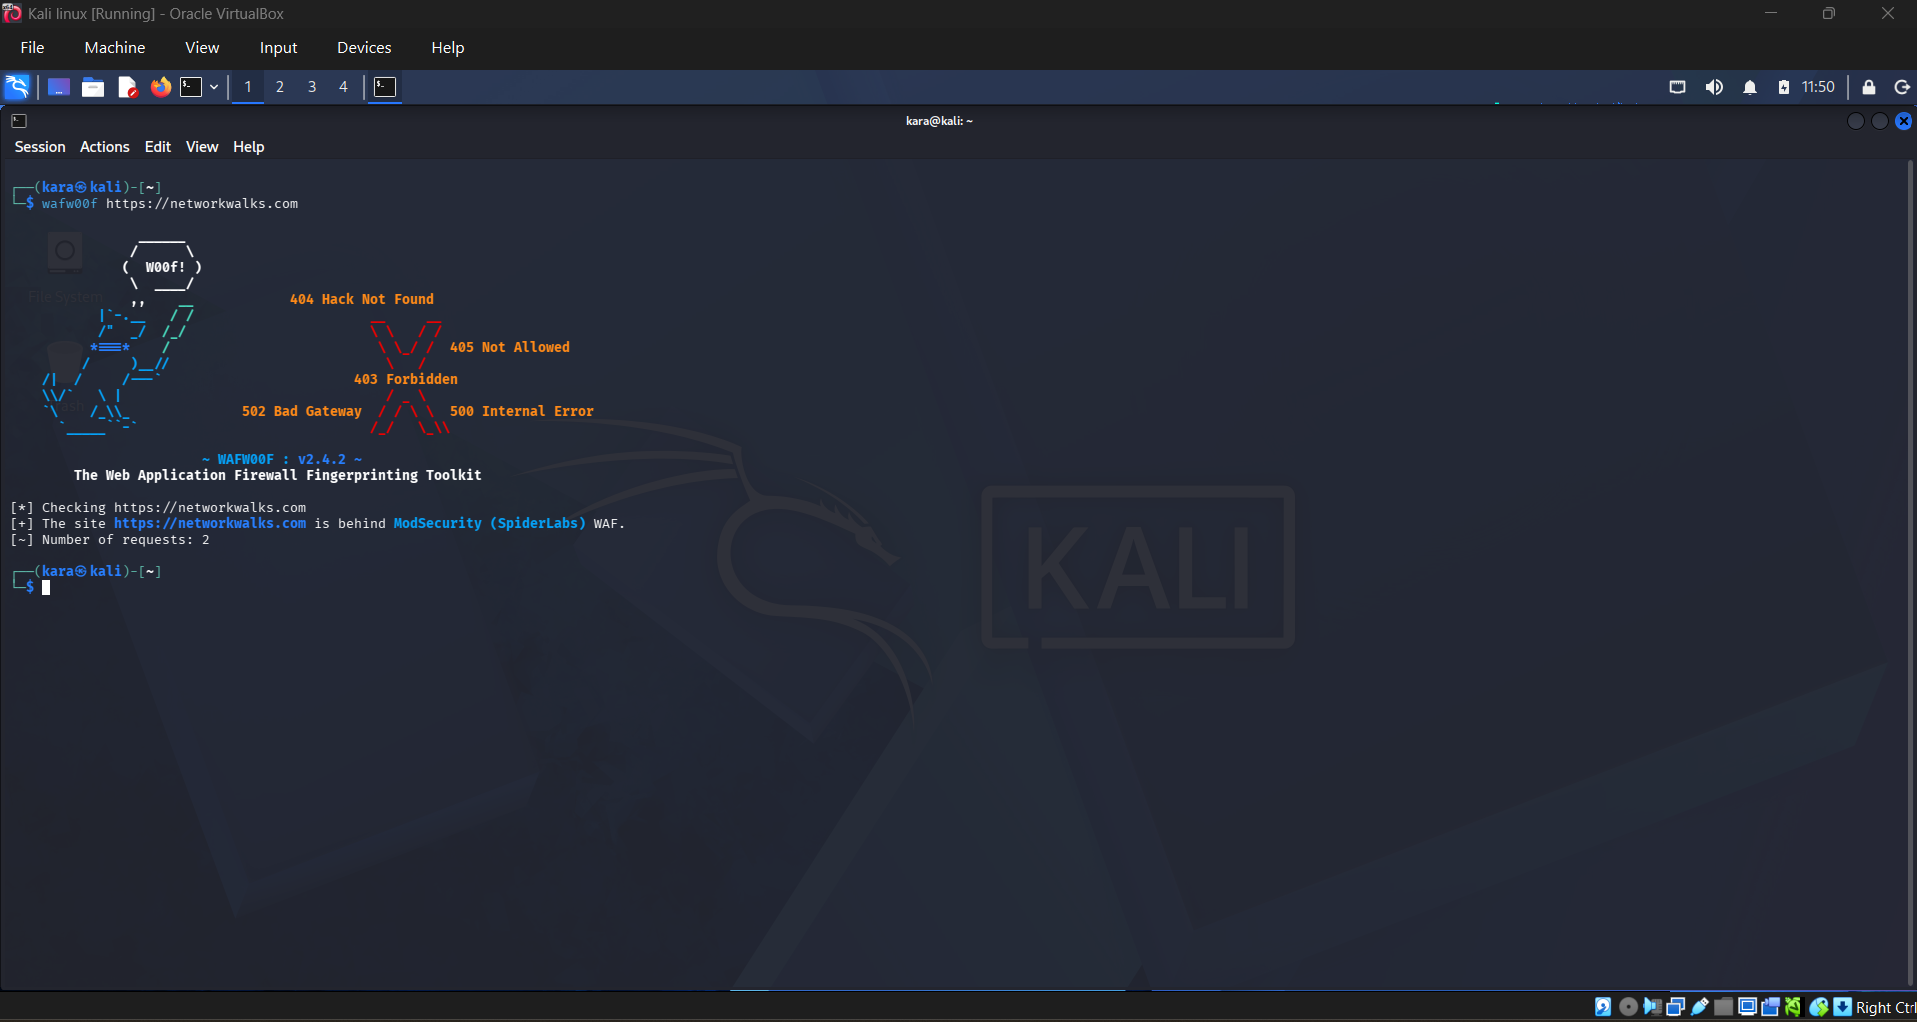 Kali linux [Running] - Oracle VirtualBox
File Machine View Input Devices Help
1 2 3 4 11:50
kara@kali: ~
Session Actions Edit View Help
┌──(kara㉿kali)-[~]
└─$ wafw00f https://networkwalks.com
( W00f! )
File System
404 Hack Not Found
405 Not Allowed
403 Forbidden
502 Bad Gateway 500 Internal Error
~ WAFW00F : v2.4.2 ~
The Web Application Firewall Fingerprinting Toolkit
[*] Checking https://networkwalks.com
[+] The site https://networkwalks.com is behind ModSecurity (SpiderLabs) WAF.
[~] Number of requests: 2
┌──(kara㉿kali)-[~]
└─$
KALI
Right Ctrl